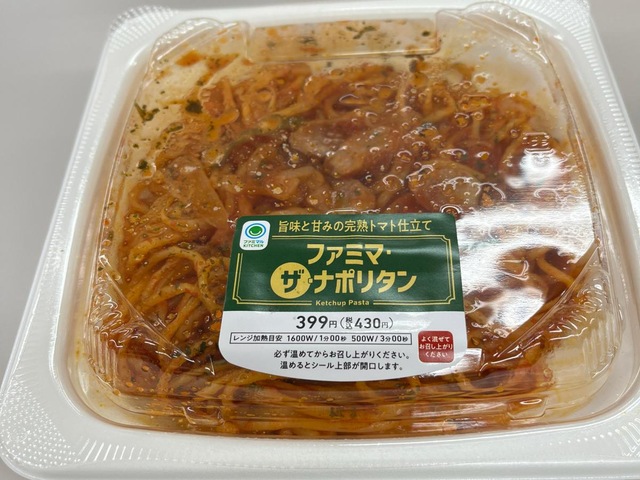 旨味と甘みの完熟トマト仕立て
ファミマル
KITCHEN
ファミマ・
ザ・ナポリタン
Ketchup Pasta
399円(税込430円)
レンジ加熱目安 1600W/1分00秒 500W/3分00秒
必ず温めてからお召し上がりください。
温めるとシール上部が開口します。
よく混ぜて
お召し上がり
ください